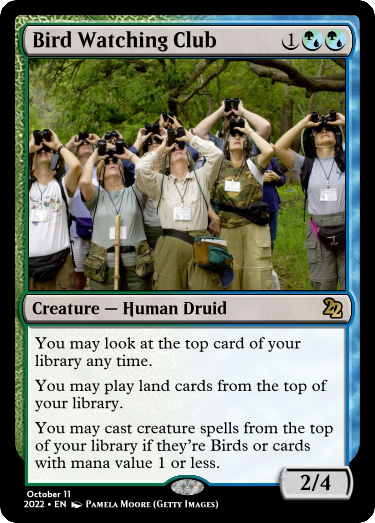 Bird Watching Club 1
Creature — Human Druid 22
You may look at the top card of your
library any time.
You may play land cards from the top of
your library.
You may cast creature spells from the top
of your library if they're Birds or cards
with mana value 1 or less.
2/4
October 11
2022 • EN Pamela Moore (Getty Images)